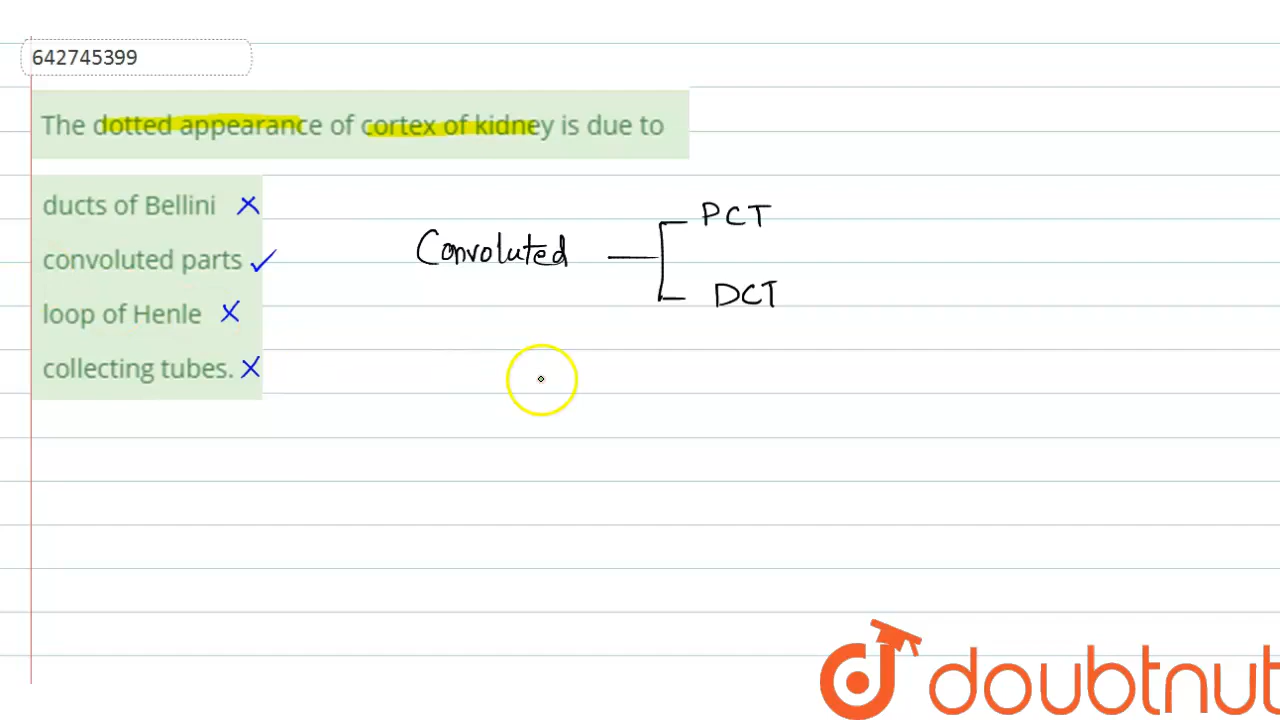 642745399
The dotted appearance of cortex of kidney is due to
ducts of Bellini ×
convoluted parts ✓
loop of Henle ×
collecting tubes. ×
Convoluted
PCT
DCT
doubtnut